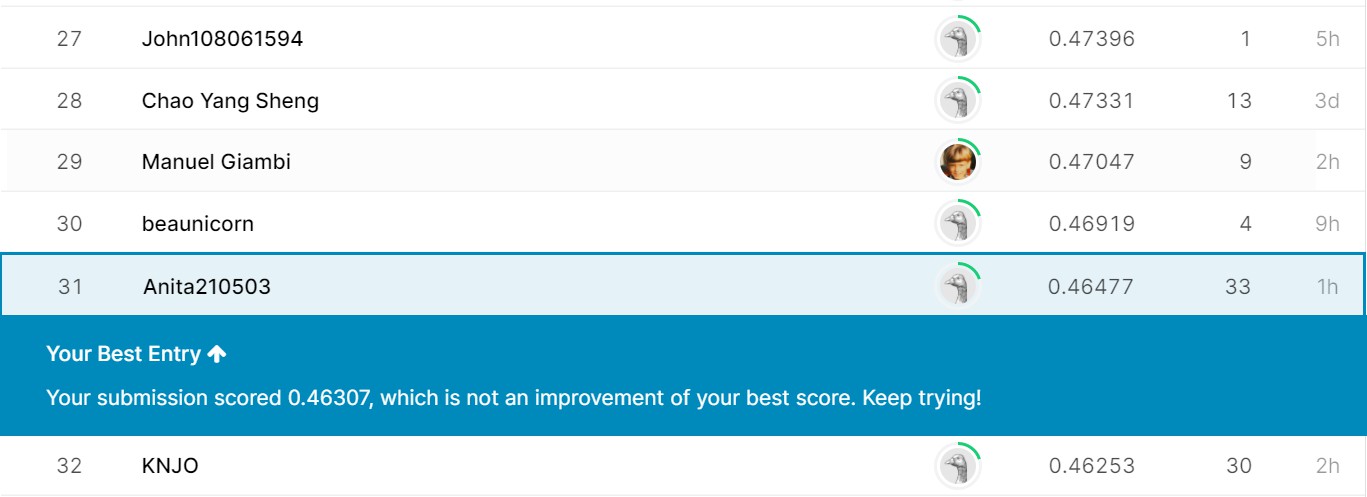 27 John108061594 0.47396 1 5h
28 Chao Yang Sheng 0.47331 13 3d
29 Manuel Giambi 0.47047 9 2h
30 beaunicorn 0.46919 4 9h
31 Anita210503 0.46477 33 1h
Your Best Entry
Your submission scored 0.46307, which is not an improvement of your best score. Keep trying!
32 KNJO 0.46253 30 2h